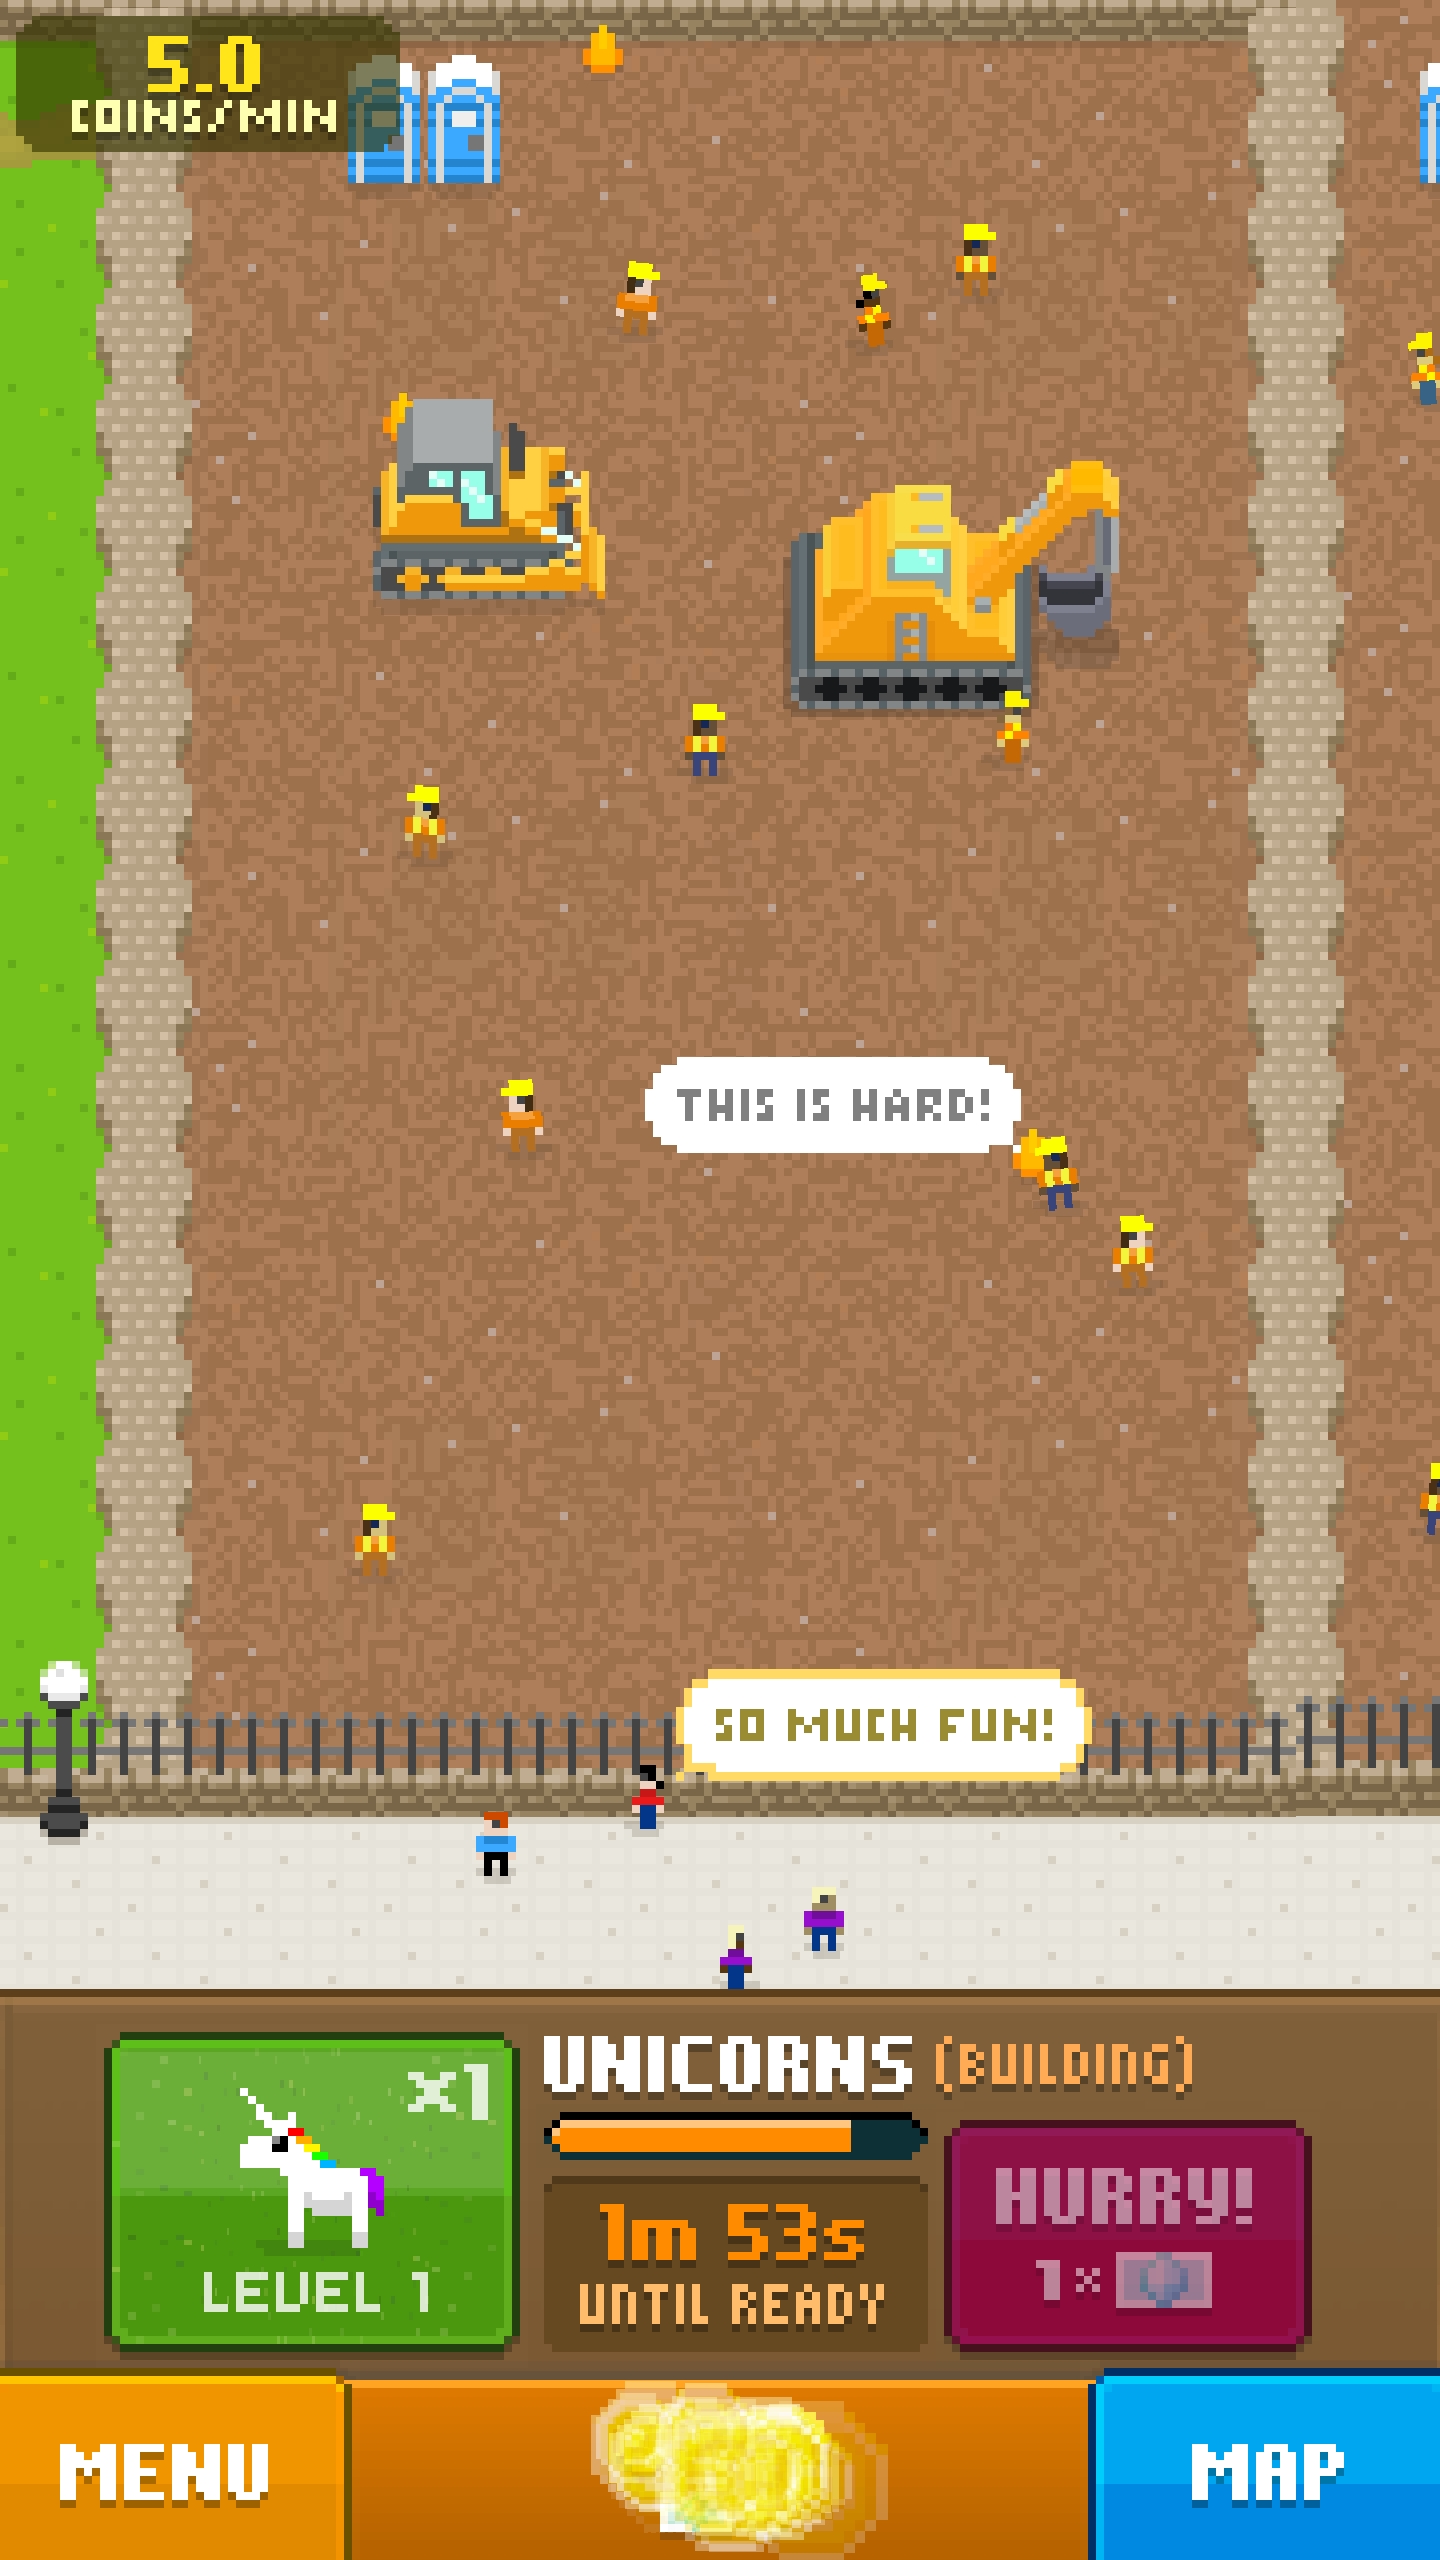 5.0
COINS/MIN
THIS IS HARD!
SO MUCH FUN!
UNICORNS (BUILDING)
x1
LEVEL 1
1m 53s
UNTIL READY
HURRY!
1×
MENU
MAP